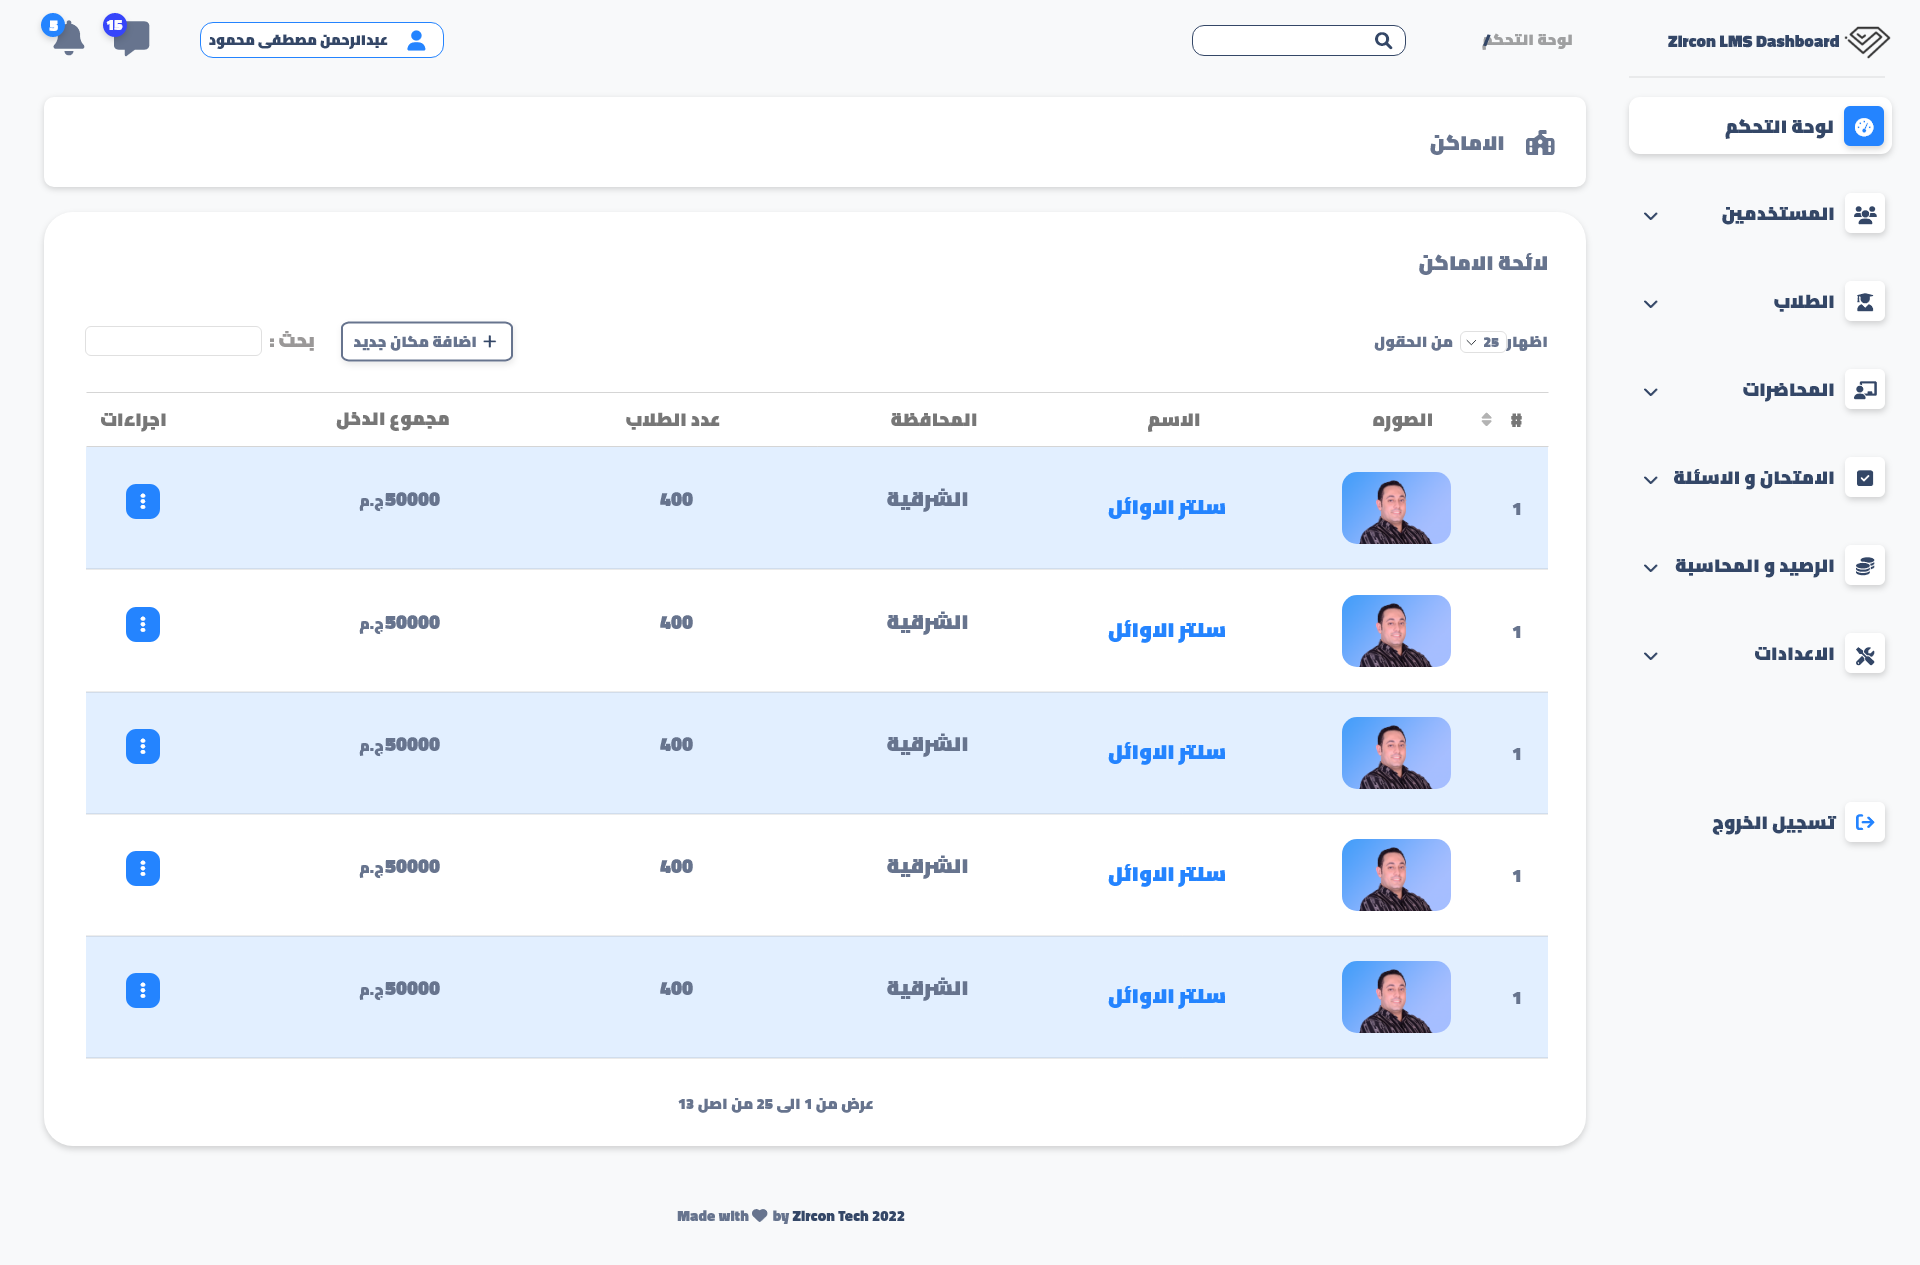 Zircon LMS Dashboard
لوحة التحكم /
عبدالرحمن مصطفى محمود
15
5
لوحة التحكم
المستخدمين
الطلاب
المحاضرات
الامتحان و الاسئلة
الرصيد و المحاسبة
الاعدادات
تسجيل الخروج
الاماكن
لائحة الاماكن
اظهار 25 من الحقول
+ اضافة مكان جديد
بحث :
# الصوره الاسم المحافظة عدد الطلاب مجموع الدخل اجراءات
1 سنتر الاوائل الشرقية 400 50000ج.م
1 سنتر الاوائل الشرقية 400 50000ج.م
1 سنتر الاوائل الشرقية 400 50000ج.م
1 سنتر الاوائل الشرقية 400 50000ج.م
1 سنتر الاوائل الشرقية 400 50000ج.م
عرض من 1 الى 25 من اصل 13
Made with by Zircon Tech 2022